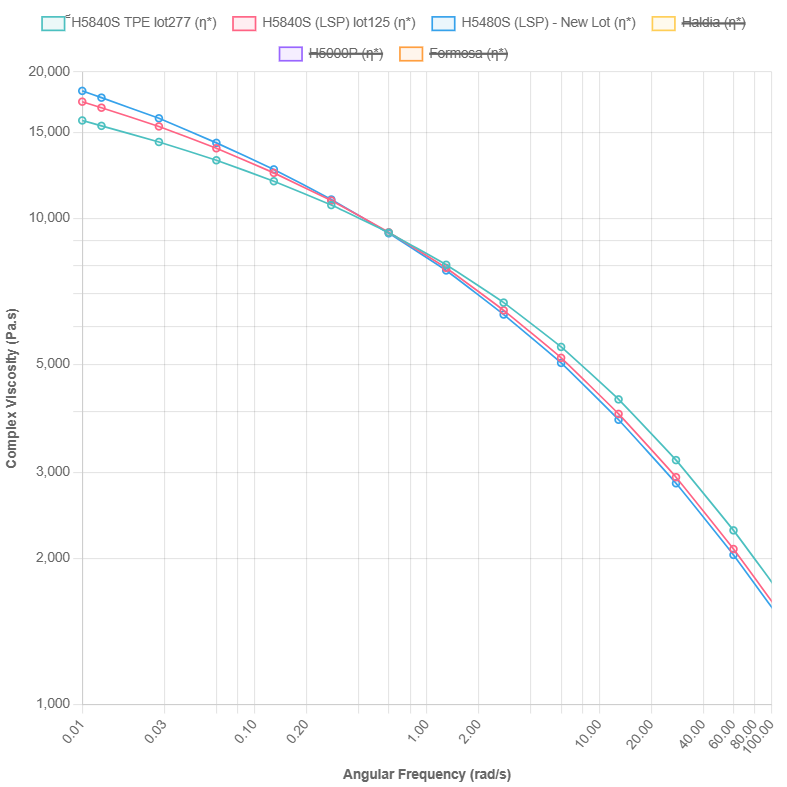 H5840S TPE lot277 (η*) H5840S (LSP) lot125 (η*) H5480S (LSP) - New Lot (η*) Haldia (η*)
H5000P (η*) Formosa (η*)
20,000
15,000
10,000
5,000
3,000
2,000
1,000
Complex Viscosity (Pa.s)
0.01 0.03 0.10 0.20 1.00 2.00 10.00 20.00 40.00 60.00 80.00 100.00
Angular Frequency (rad/s)